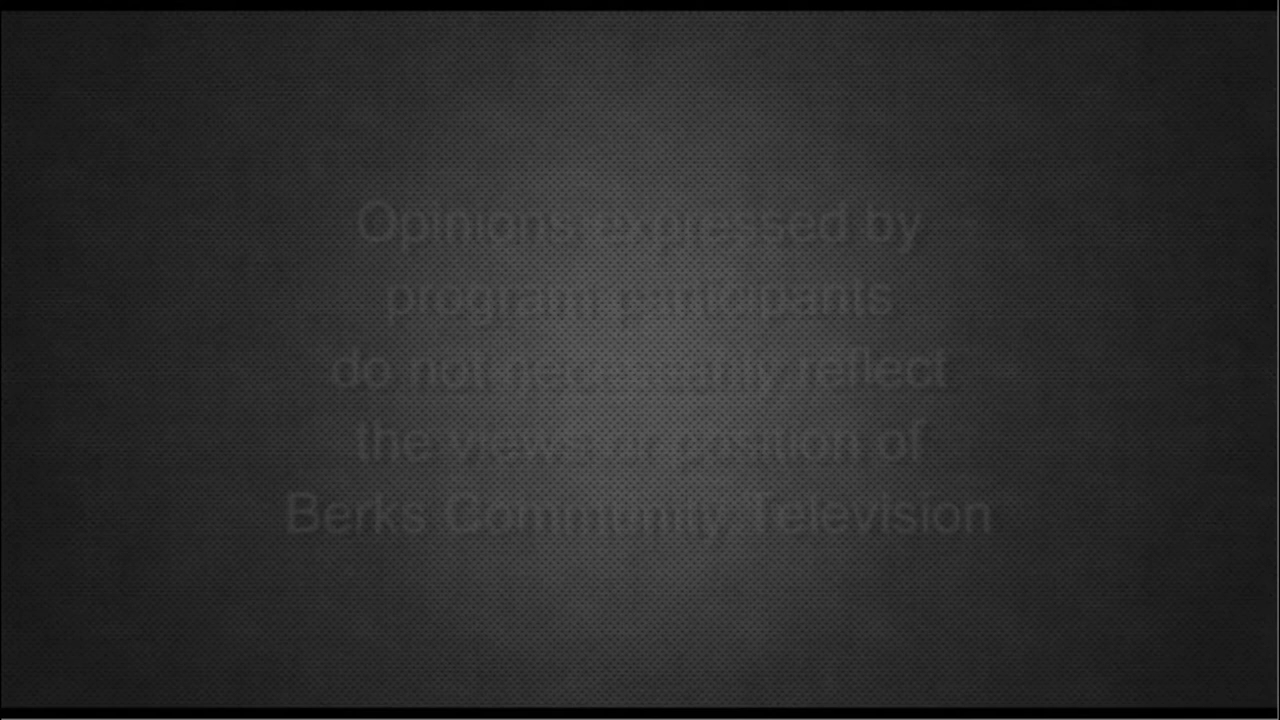 Opinions expressed by
program participants
do not necessarily reflect
the views or position of
Berks Community Television